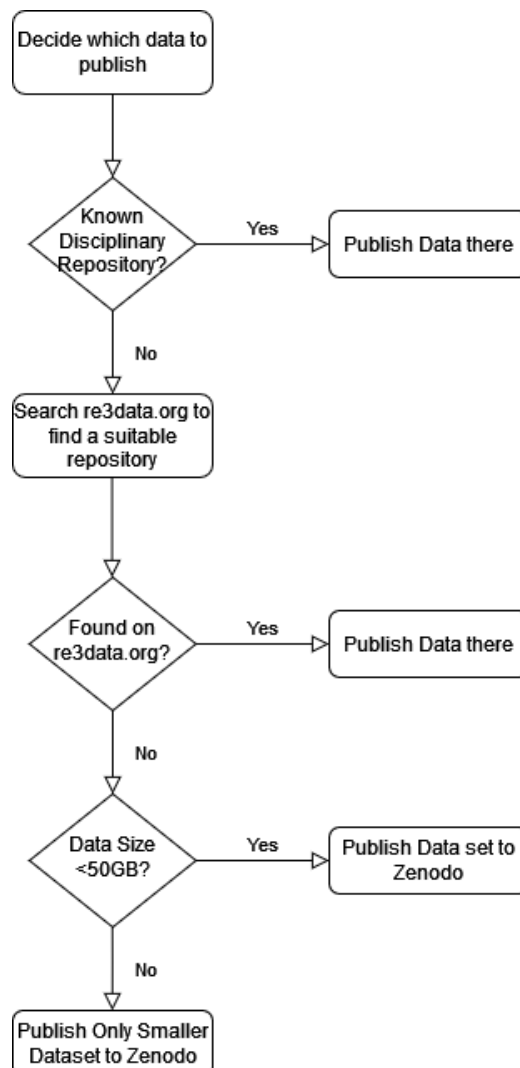 Decide which data to
publish
Known
Disciplinary
Repository?
Yes
Publish Data there
No
Search re3data.org to
find a suitable
repository
Found on
re3data.org?
Yes
Publish Data there
No
Data Size
<50GB?
Yes
Publish Data set to
Zenodo
No
Publish Only Smaller
Dataset to Zenodo